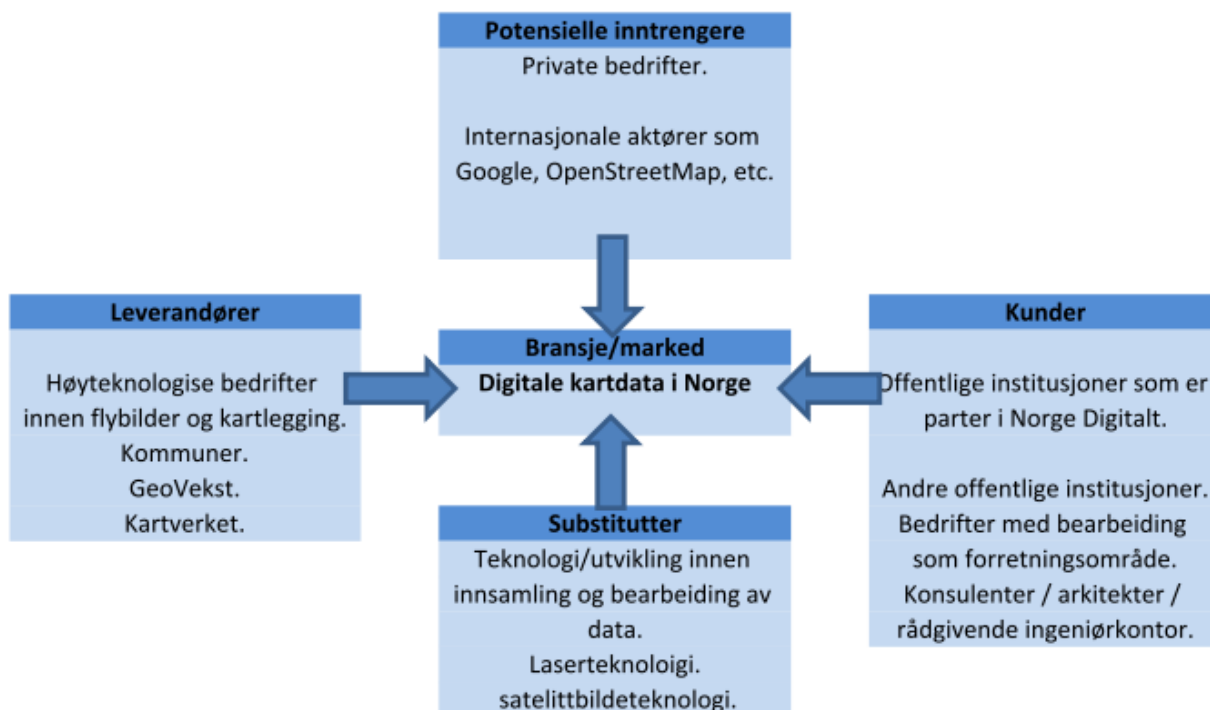 Potensielle inntrengere
Private bedrifter.
Internasjonale aktører som
Google, OpenStreetMap, etc.
Leverandører
Høyteknologise bedrifter
innen flybilder og kartlegging.
Kommuner.
GeoVekst.
Kartverket.
Bransje/marked
Digitale kartdata i Norge
Kunder
Offentlige institusjoner som er
parter i Norge Digitalt.
Andre offentlige institusjoner.
Bedrifter med bearbeiding
som forretningsområde.
Konsulenter / arkitekter /
rådgivende ingeniørkontor.
Substitutter
Teknologi/utvikling innen
innsamling og bearbeiding av
data.
Laserteknoloigi.
satelittbildeteknologi.